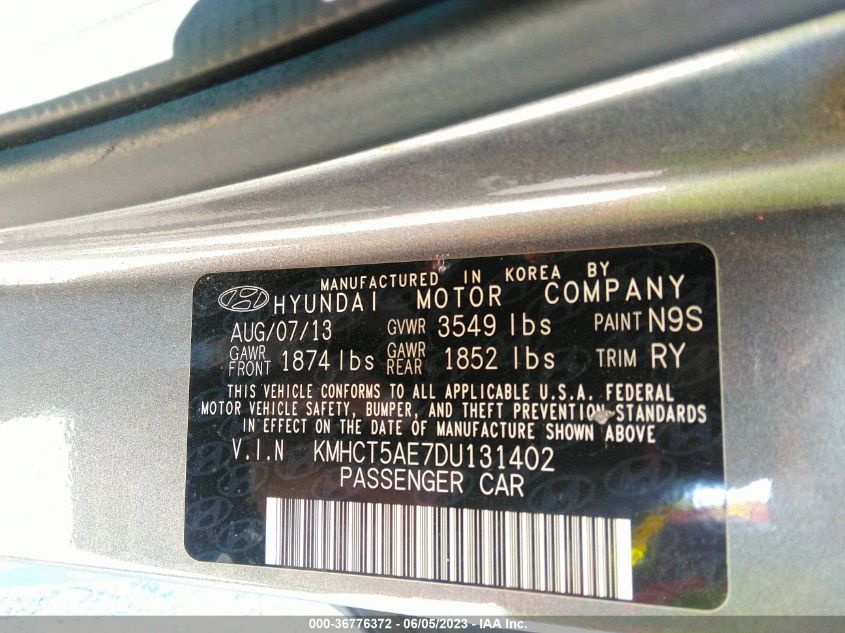 MANUFACTURED IN KOREA BY
HYUNDAI MOTOR COMPANY
AUG/07/13 GVWR 3549 lbs PAINT N9S
GAWR FRONT 1874 lbs GAWR REAR 1852 lbs TRIM RY
THIS VEHICLE CONFORMS TO ALL APPLICABLE U.S.A. FEDERAL
MOTOR VEHICLE SAFETY, BUMPER, AND THEFT PREVENTION STANDARDS
IN EFFECT ON THE DATE OF MANUFACTURE SHOWN ABOVE
V.I.N KMHCT5AE7DU131402
PASSENGER CAR
000-36776372 - 06/05/2023 - IAA Inc.